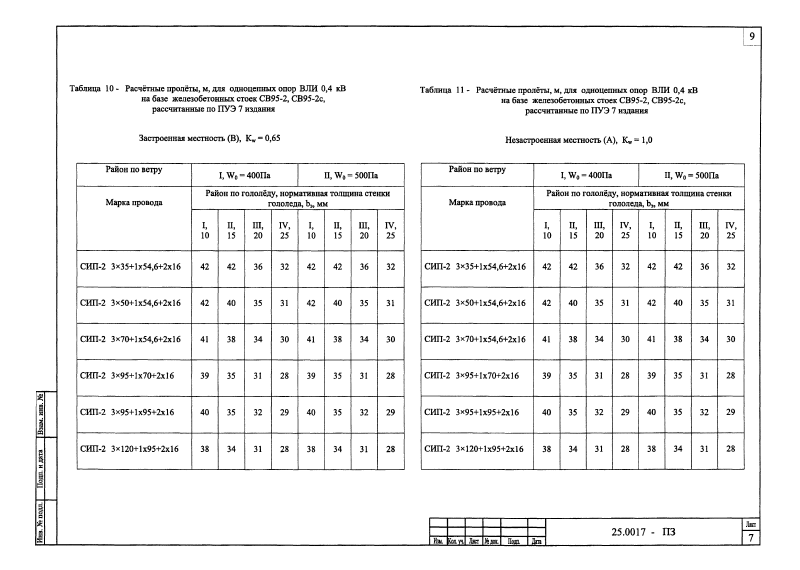 9
Таблица 10 - Расчётные пролёты, м, для одноцепных опор ВЛИ 0,4 кВ
на базе железобетонных стоек СВ95-2, СВ95-2с,
рассчитанные по ПУЭ 7 издания
Застроенная местность (В), Kw = 0,65
Район по ветру I, W0 = 400Па II, W0 = 500Па
Марка провода Район по гололёду, нормативная толщина стенки
гололеда, bэ, мм
I, 10 II, 15 III, 20 IV, 25 I, 10 II, 15 III, 20 IV, 25
СИП-2 3×35+1х54,6+2х16 42 42 36 32 42 42 36 32
СИП-2 3×50+1х54,6+2х16 42 40 35 31 42 40 35 31
СИП-2 3×70+1х54,6+2х16 41 38 34 30 41 38 34 30
СИП-2 3×95+1х70+2х16 39 35 31 28 39 35 31 28
СИП-2 3×95+1х95+2х16 40 35 32 29 40 35 32 29
СИП-2 3×120+1х95+2х16 38 34 31 28 38 34 31 28
Таблица 11 - Расчётные пролёты, м, для одноцепных опор ВЛИ 0,4 кВ
на базе железобетонных стоек СВ95-2, СВ95-2с,
рассчитанные по ПУЭ 7 издания
Незастроенная местность (А), Kw = 1,0
Район по ветру I, W0 = 400Па II, W0 = 500Па
Марка провода Район по гололёду, нормативная толщина стенки
гололеда, bэ, мм
I, 10 II, 15 III, 20 IV, 25 I, 10 II, 15 III, 20 IV, 25
СИП-2 3×35+1х54,6+2х16 42 42 36 32 42 42 36 32
СИП-2 3×50+1х54,6+2х16 42 40 35 31 42 40 35 31
СИП-2 3×70+1х54,6+2х16 41 38 34 30 41 38 34 30
СИП-2 3×95+1х70+2х16 39 35 31 28 39 35 31 28
СИП-2 3×95+1х95+2х16 40 35 32 29 40 35 32 29
СИП-2 3×120+1х95+2х16 38 34 31 28 38 34 31 28
Взам. инв. №
Подп. и дата
Инв. № подл.
Изм. Кол. уч. Лист № док. Подп. Дата
25.0017 - ПЗ
Лист
7